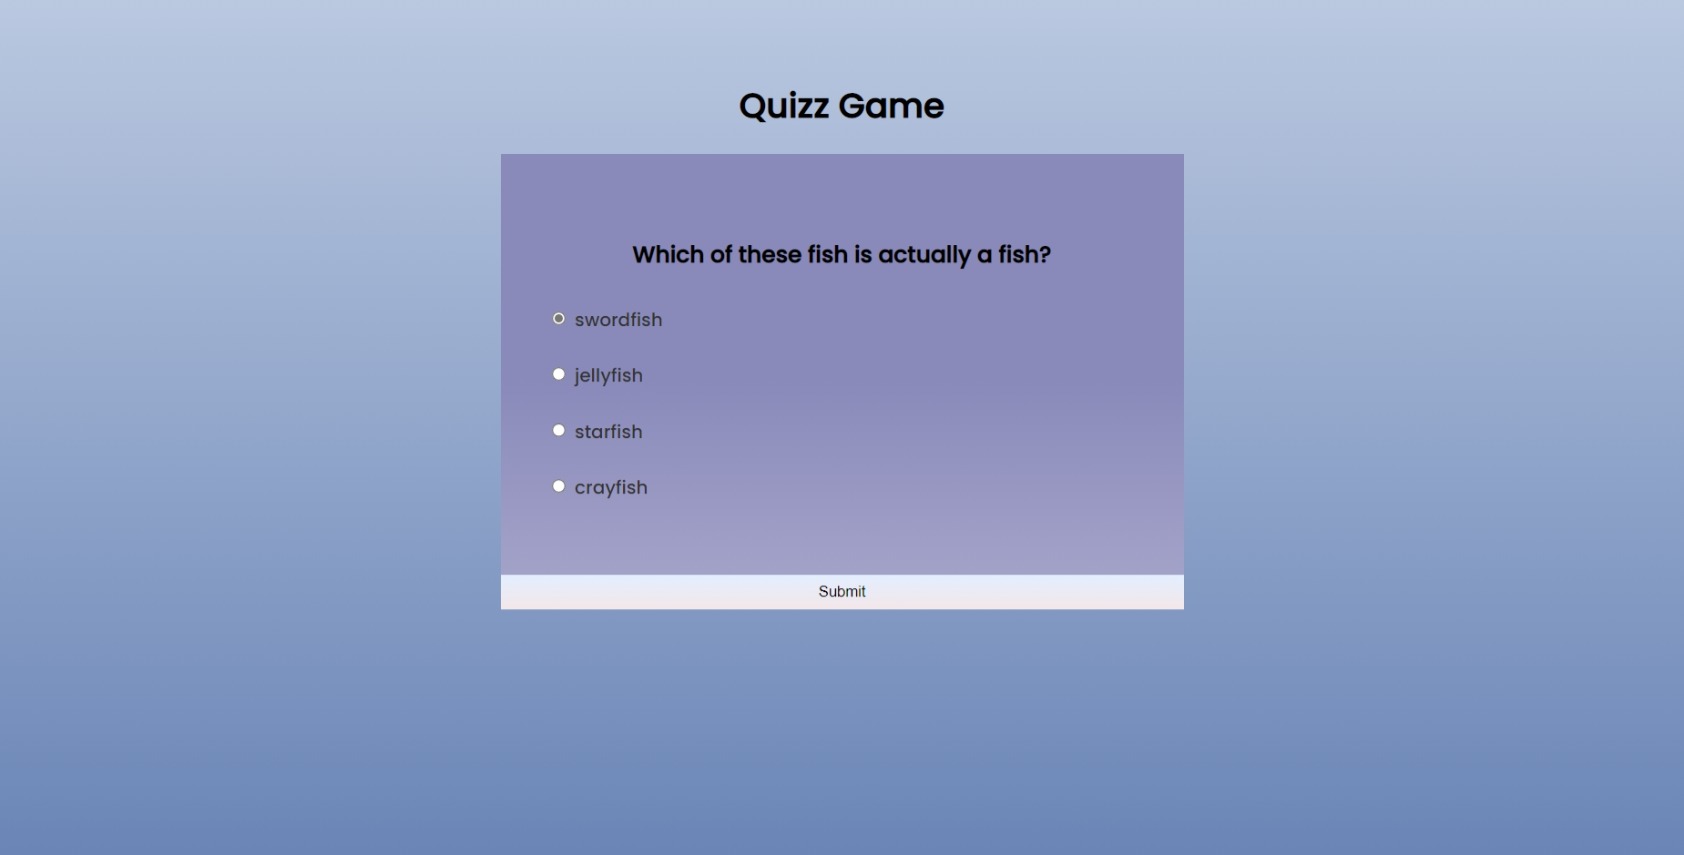 Quizz Game
Which of these fish is actually a fish?
swordfish
jellyfish
starfish
crayfish
Submit